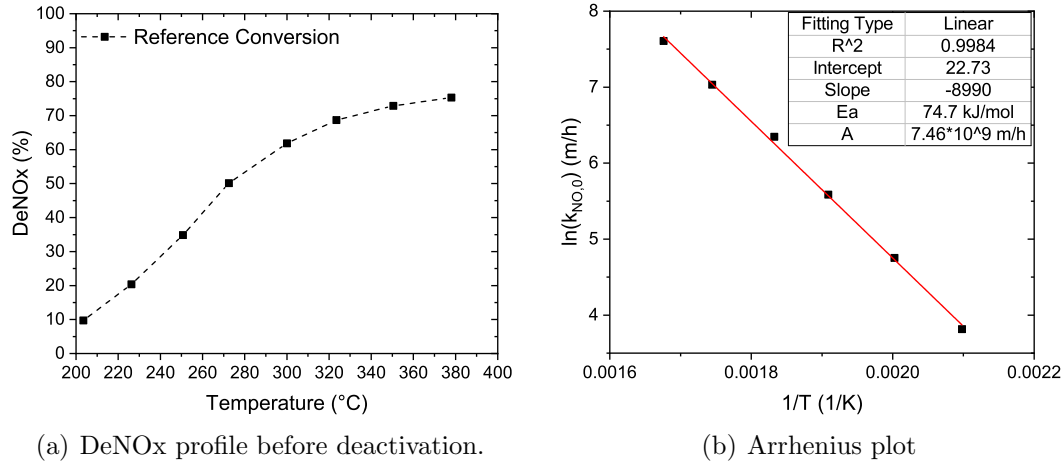 100
90
80
70
60
50
40
30
20
10
0
DeNOx (%)
Reference Conversion
200 220 240 260 280 300 320 340 360 380 400
Temperature (°C)
(a) DeNOx profile before deactivation.
8
7
6
5
4
ln(k_NO,0) (m/h)
Fitting Type Linear
R^2 0.9984
Intercept 22.73
Slope -8990
Ea 74.7 kJ/mol
A 7.46*10^9 m/h
0.0016 0.0018 0.0020 0.0022
1/T (1/K)
(b) Arrhenius plot